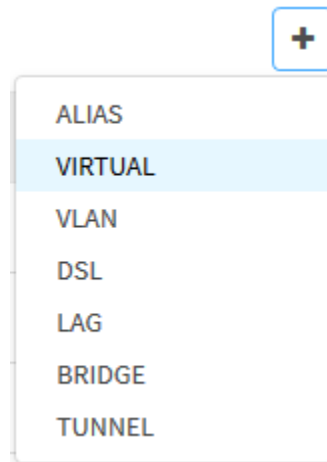 ALIAS
VIRTUAL
VLAN
DSL
LAG
BRIDGE
TUNNEL